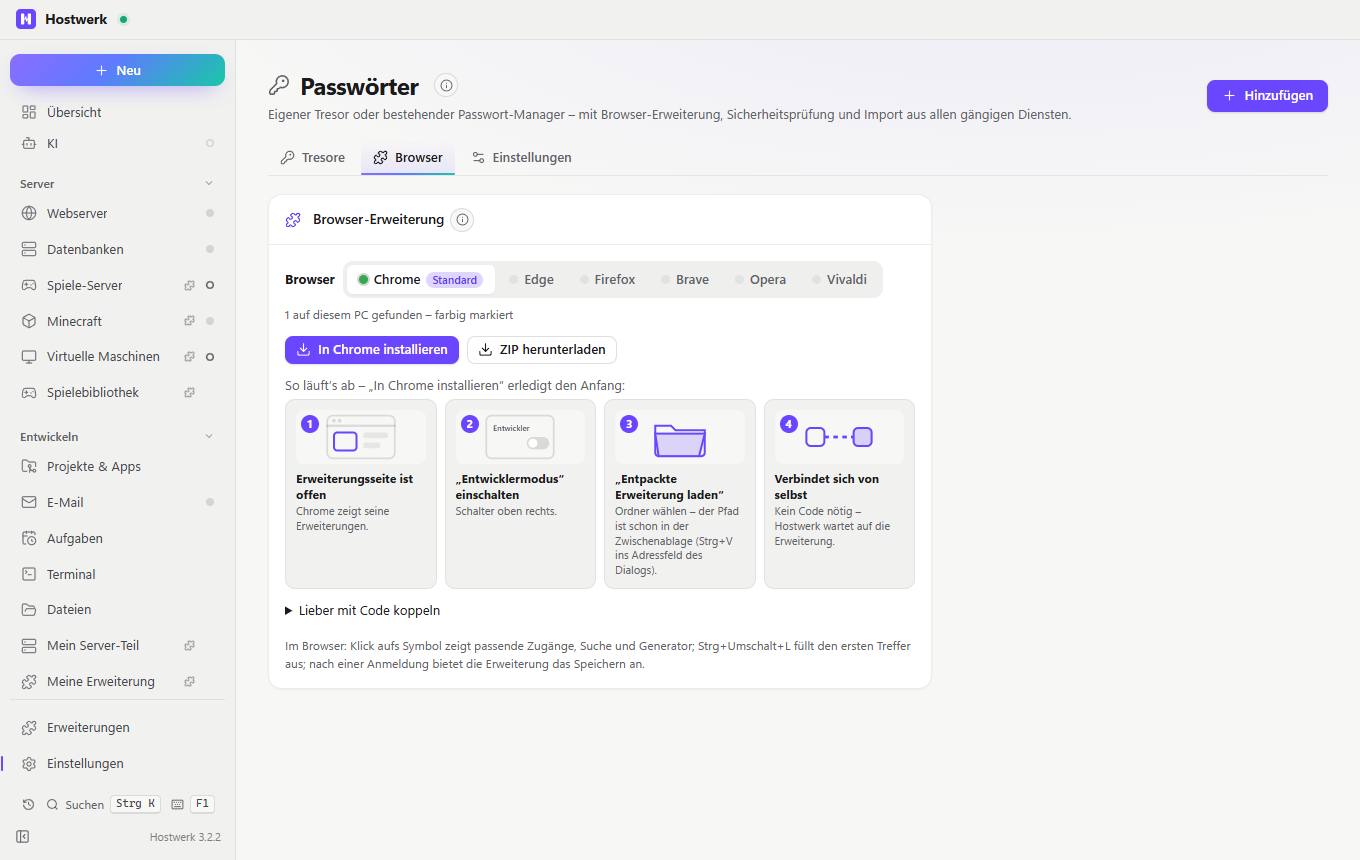 Hostwerk
Neu
Übersicht
KI
Server
Webserver
Datenbanken
Spiele-Server
Minecraft
Virtuelle Maschinen
Spielebibliothek
Entwickeln
Projekte & Apps
E-Mail
Aufgaben
Terminal
Dateien
Mein Server-Teil
Meine Erweiterung
Erweiterungen
Einstellungen
Suchen Strg K F1
Hostwerk 3.2.2
Passwörter
Eigener Tresor oder bestehender Passwort-Manager – mit Browser-Erweiterung, Sicherheitsprüfung und Import aus allen gängigen Diensten.
Hinzufügen
Tresore Browser Einstellungen
Browser-Erweiterung
Browser Chrome Standard Edge Firefox Brave Opera Vivaldi
1 auf diesem PC gefunden – farbig markiert
In Chrome installieren ZIP herunterladen
So läuft’s ab – „In Chrome installieren“ erledigt den Anfang:
1
Erweiterungsseite ist
offen
Chrome zeigt seine
Erweiterungen.
2
Entwickler
„Entwicklermodus“
einschalten
Schalter oben rechts.
3
„Entpackte
Erweiterung laden“
Ordner wählen – der Pfad
ist schon in der
Zwischenablage (Strg+V
ins Adressfeld des
Dialogs).
4
Verbindet sich von
selbst
Kein Code nötig –
Hostwerk wartet auf die
Erweiterung.
Lieber mit Code koppeln
Im Browser: Klick aufs Symbol zeigt passende Zugänge, Suche und Generator; Strg+Umschalt+L füllt den ersten Treffer
aus; nach einer Anmeldung bietet die Erweiterung das Speichern an.